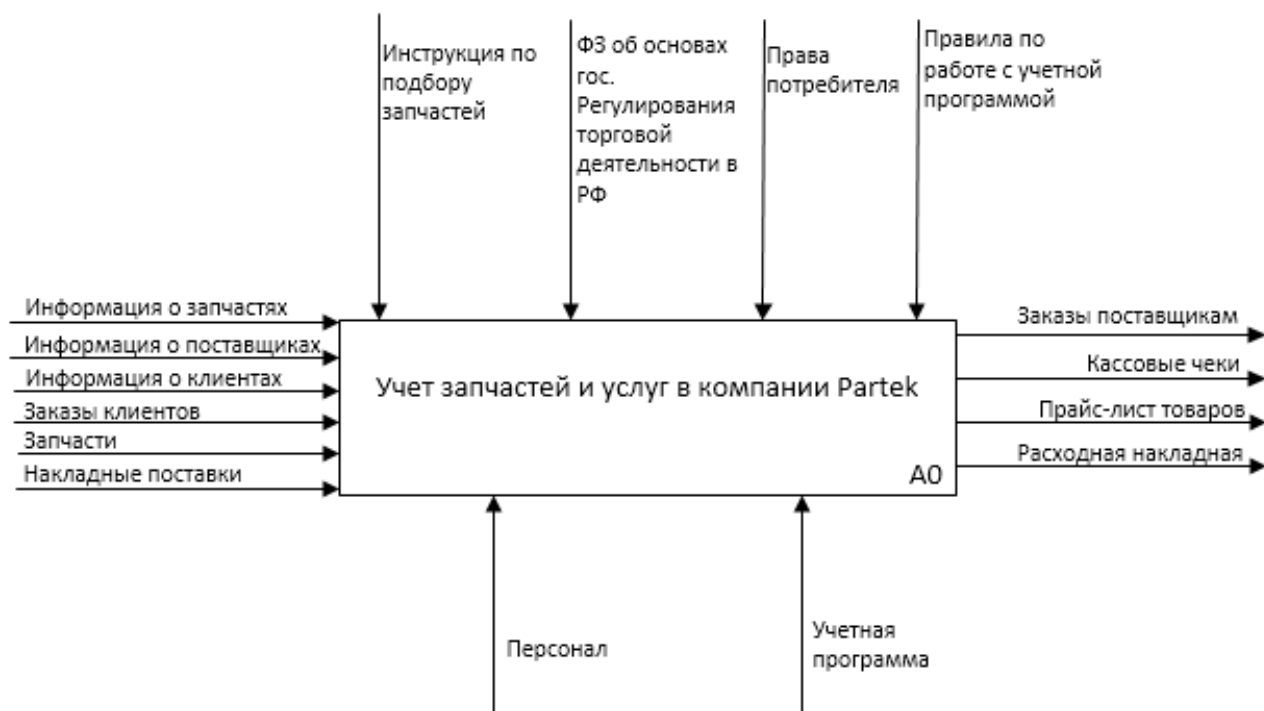 Инструкция по
подбору
запчастей
ФЗ об основах
гос.
Регулирования
торговой
деятельности в
РФ
Права
потребителя
Правила по
работе с учетной
программой
Информация о запчастях
Информация о поставщиках
Информация о клиентах
Заказы клиентов
Запчасти
Накладные поставки
Учет запчастей и услуг в компании Partek
A0
Заказы поставщикам
Кассовые чеки
Прайс-лист товаров
Расходная накладная
Персонал
Учетная
программа